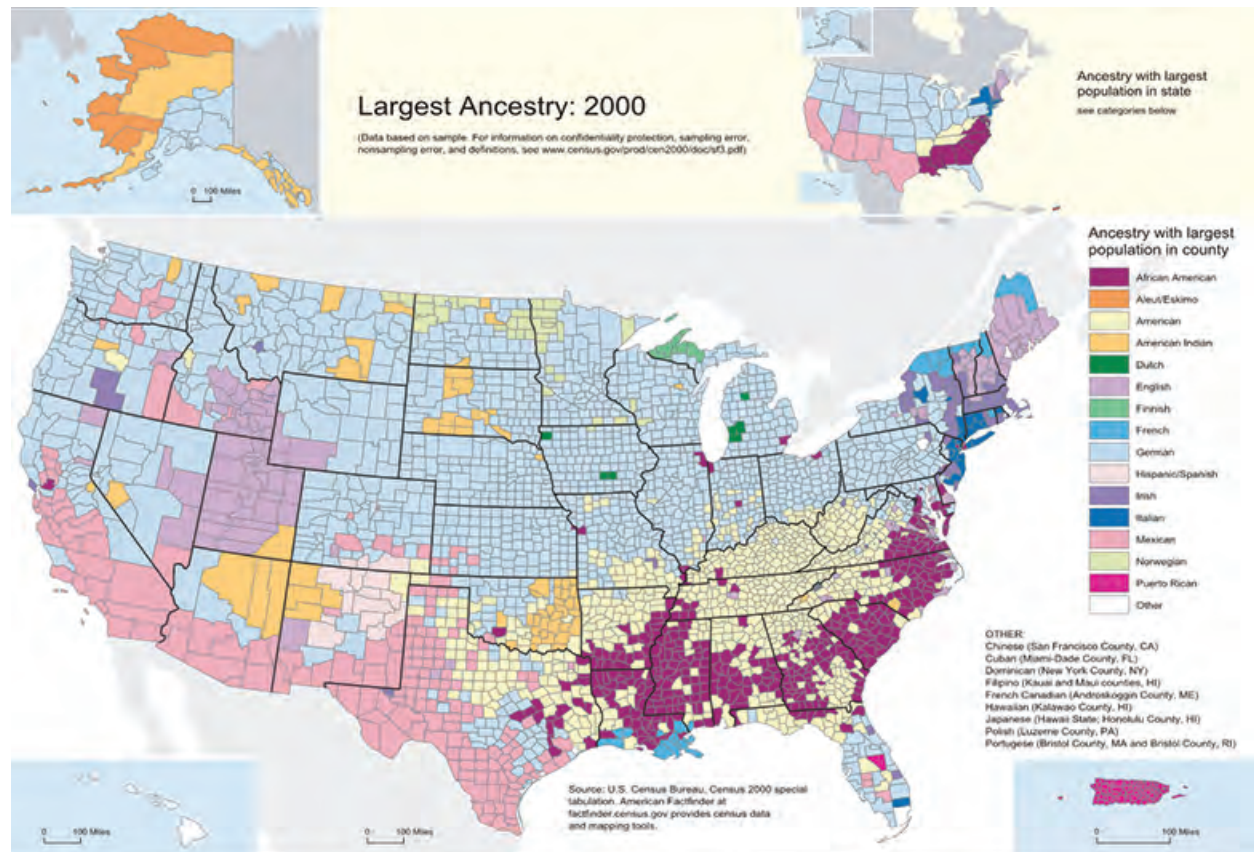 Largest Ancestry: 2000
(Data based on sample. For information on confidentiality protection, sampling error,
nonsampling error, and definitions, see www.census.gov/prod/cen2000/doc/sf3.pdf)
0 100 Miles
Ancestry with largest
population in state
see categories below
Ancestry with largest
population in county
African American
Aleut/Eskimo
American
American Indian
Dutch
English
Finnish
French
German
Hispanic/Spanish
Irish
Italian
Mexican
Norwegian
Puerto Rican
Other
OTHER:
Chinese (San Francisco County, CA)
Cuban (Miami-Dade County, FL)
Dominican (New York County, NY)
Filipino (Kauai and Maui counties, HI)
French Canadian (Androskoggin County, ME)
Hawaiian (Kalawao County, HI)
Japanese (Hawaii State; Honolulu County, HI)
Polish (Luzerne County, PA)
Portugese (Bristol County, MA and Bristol County, RI)
Source: U.S. Census Bureau, Census 2000 special
tabulation. American Factfinder at
factfinder.census.gov provides census data
and mapping tools.
0 100 Miles
0 100 Miles
0 100 Miles